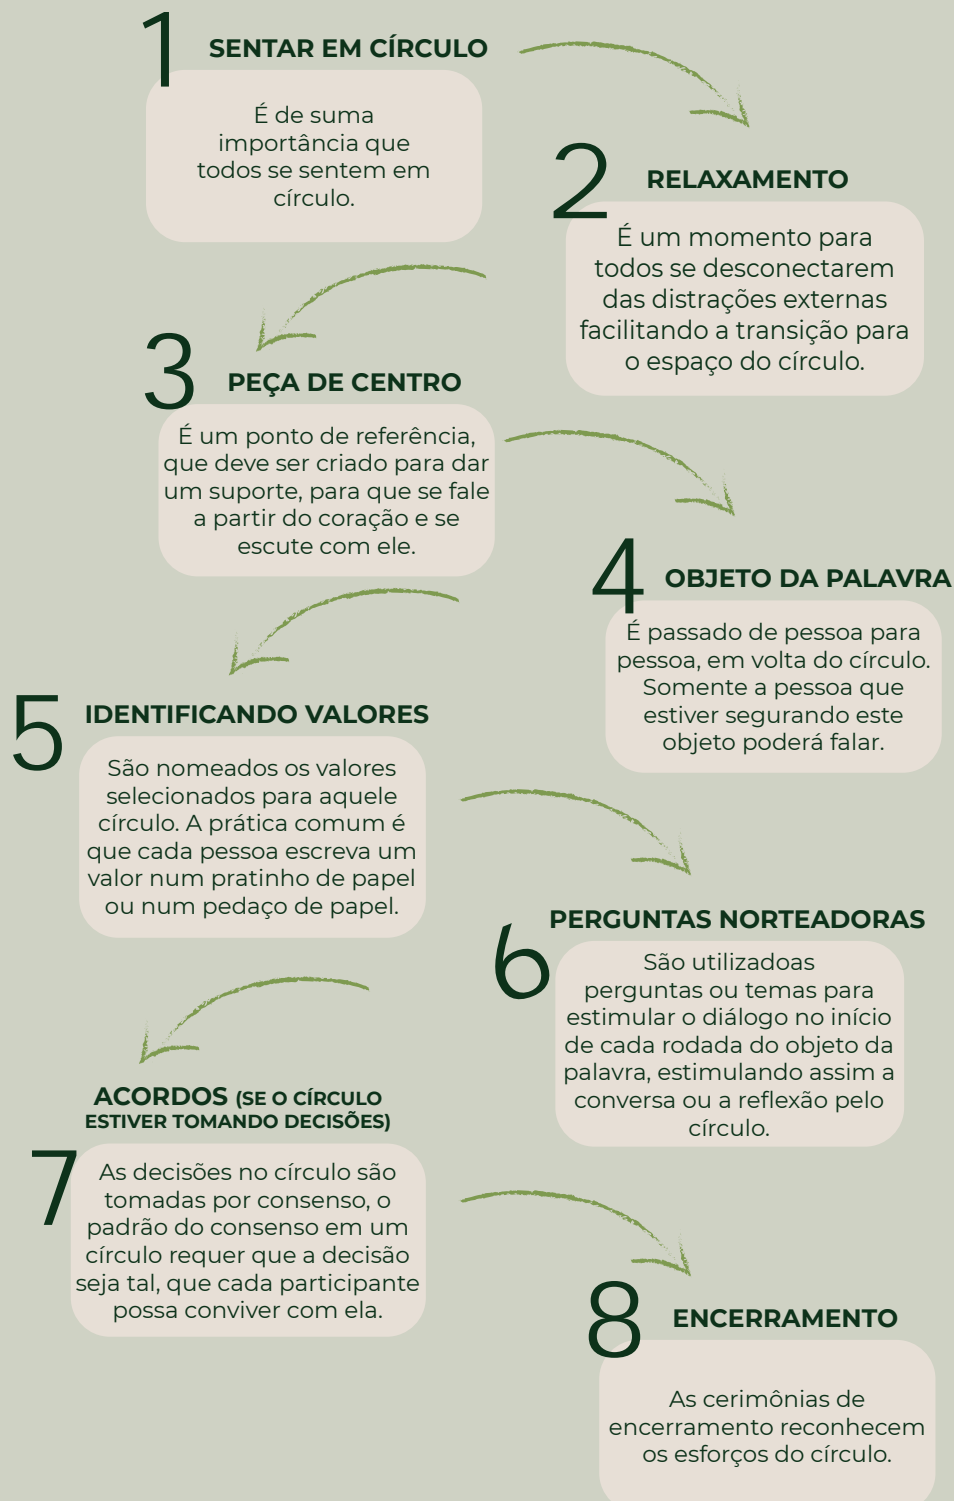 1
SENTAR EM CÍRCULO
É de suma
importância que
todos se sentem em
círculo.
2
RELAXAMENTO
É um momento para
todos se desconectarem
das distrações externas
facilitando a transição para
o espaço do círculo.
3
PEÇA DE CENTRO
É um ponto de referência,
que deve ser criado para dar
um suporte, para que se fale
a partir do coração e se
escute com ele.
4
OBJETO DA PALAVRA
É passado de pessoa para
pessoa, em volta do círculo.
Somente a pessoa que
estiver segurando este
objeto poderá falar.
5
IDENTIFICANDO VALORES
São nomeados os valores
selecionados para aquele
círculo. A prática comum é
que cada pessoa escreva um
valor num pratinho de papel
ou num pedaço de papel.
6
PERGUNTAS NORTEADORAS
São utilizadoas
perguntas ou temas para
estimular o diálogo no início
de cada rodada do objeto da
palavra, estimulando assim a
conversa ou a reflexão pelo
círculo.
ACORDOS (SE O CÍRCULO
ESTIVER TOMANDO DECISÕES)
7
As decisões no círculo são
tomadas por consenso, o
padrão do consenso em um
círculo requer que a decisão
seja tal, que cada participante
possa conviver com ela.
8
ENCERRAMENTO
As cerimônias de
encerramento reconhecem
os esforços do círculo.